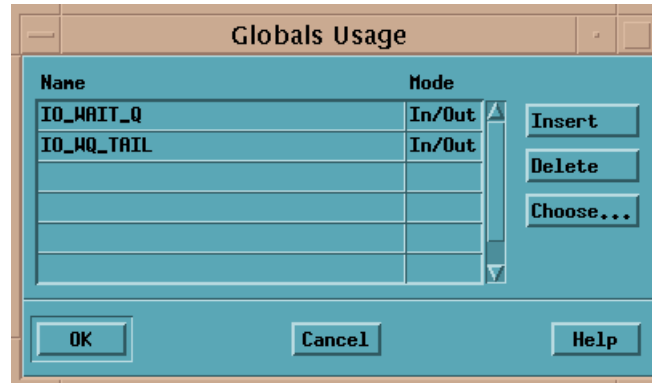 Globals Usage
Name Mode
IO_WAIT_Q In/Out
IO_WQ_TAIL In/Out
Insert
Delete
Choose...
OK Cancel Help